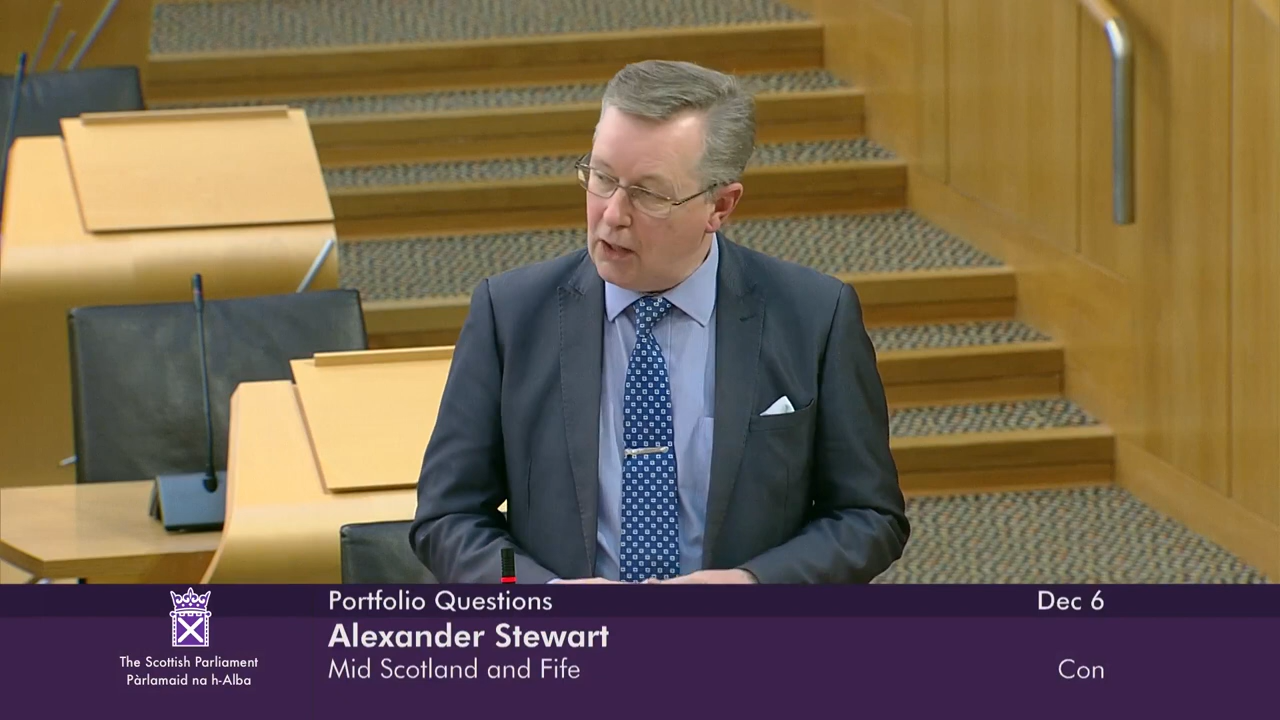 Portfolio Questions
Dec 6
Alexander Stewart
Mid Scotland and Fife
Con
The Scottish Parliament
Pàrlamaid na h-Alba